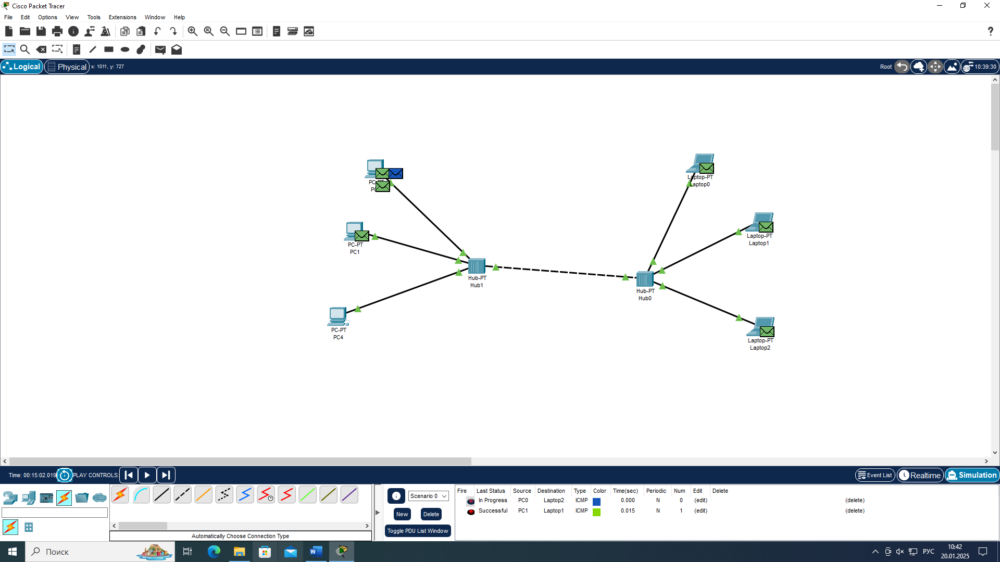 Cisco Packet Tracer
File Edit Options View Tools Extensions Window Help
Logical Physical x: 1011, y: 727 Root 10:39:30
Laptop-PT
Laptop0
PC-PT
Laptop-PT
Laptop1
PC-PT
PC1
Hub-PT
Hub1
Hub-PT
Hub0
PC-PT
PC4
Laptop-PT
Laptop2
Time: 00:15:02.019 PLAY CONTROLS: Event List Realtime Simulation
Scenario 0
New Delete
Toggle PDU List Window
Fire Last Status Source Destination Type Color Time(sec) Periodic Num Edit Delete
In Progress PC0 Laptop2 ICMP 0.000 N 0 (edit) (delete)
Successful PC1 Laptop1 ICMP 0.015 N 1 (edit) (delete)
Automatically Choose Connection Type
Поиск
РУС
10:42
20.01.2025